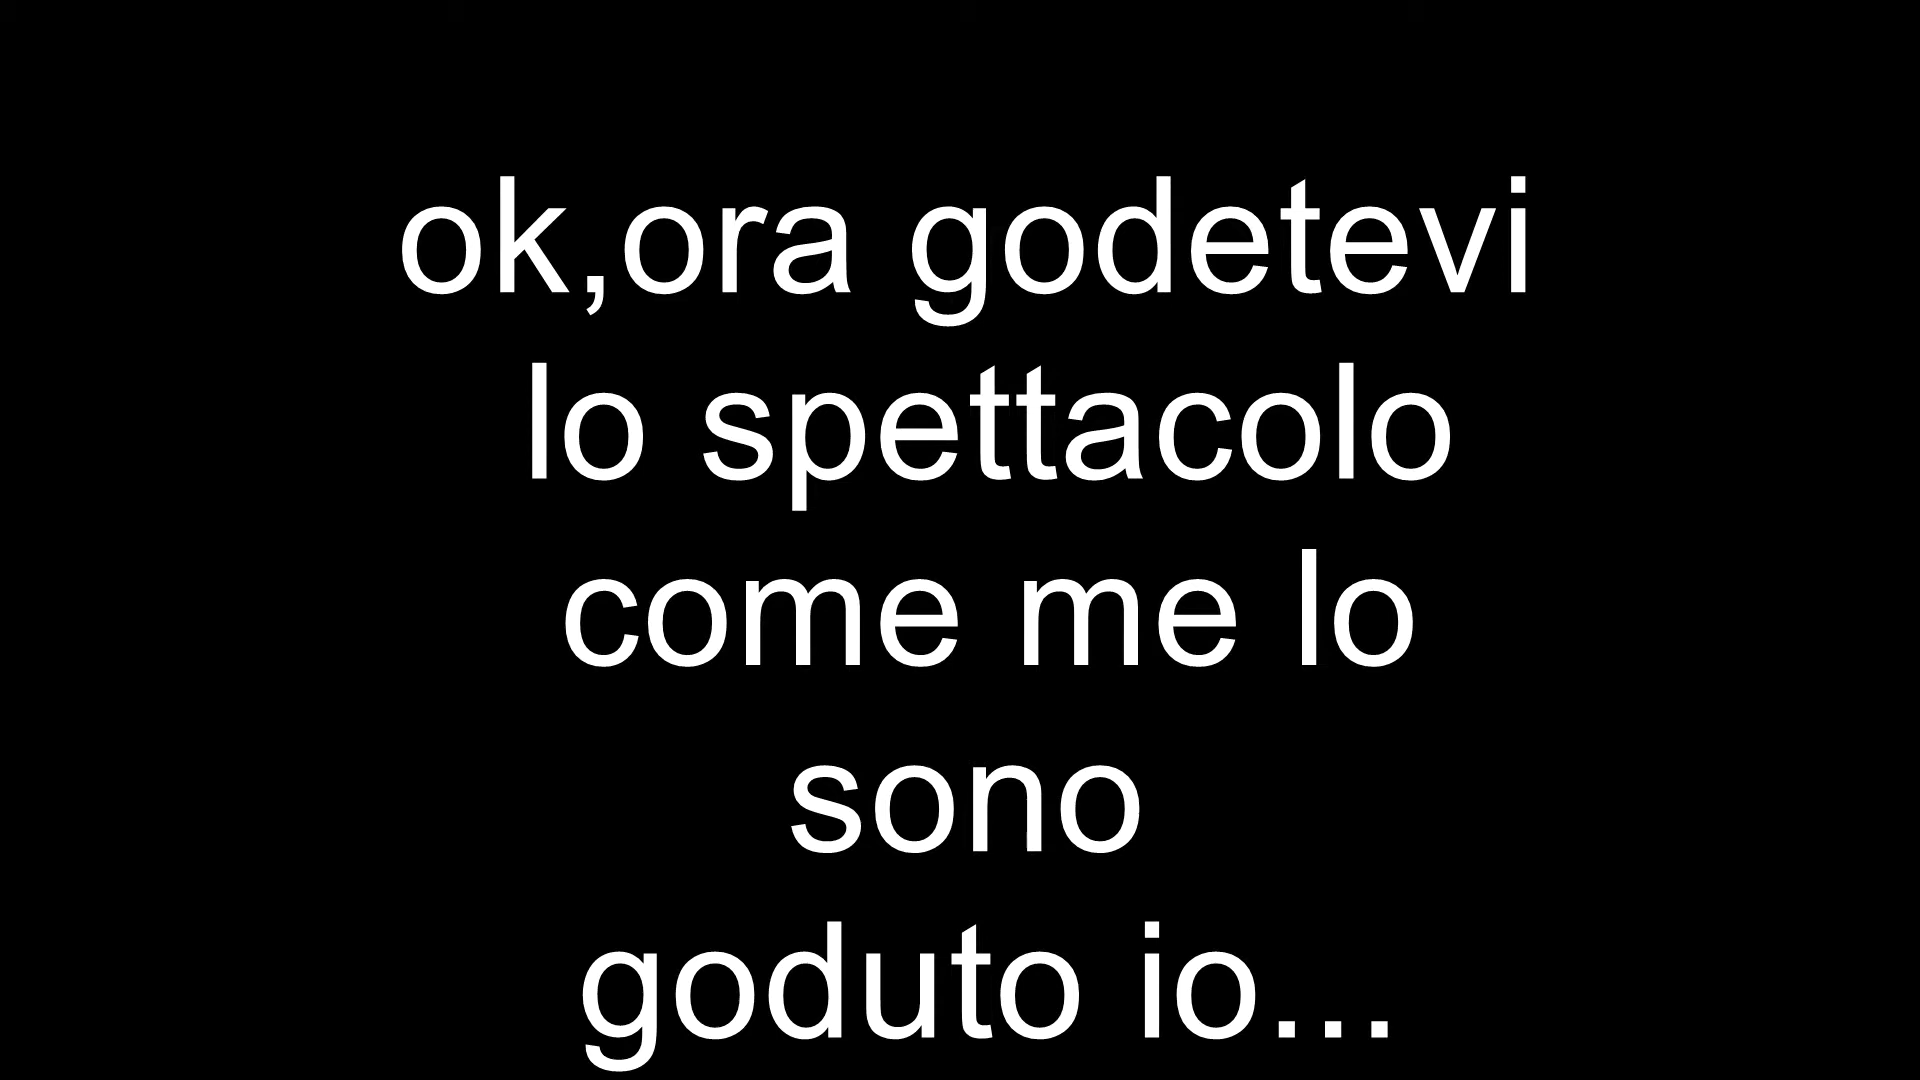 ok,ora godetevi
lo spettacolo
come me lo
sono
goduto io...